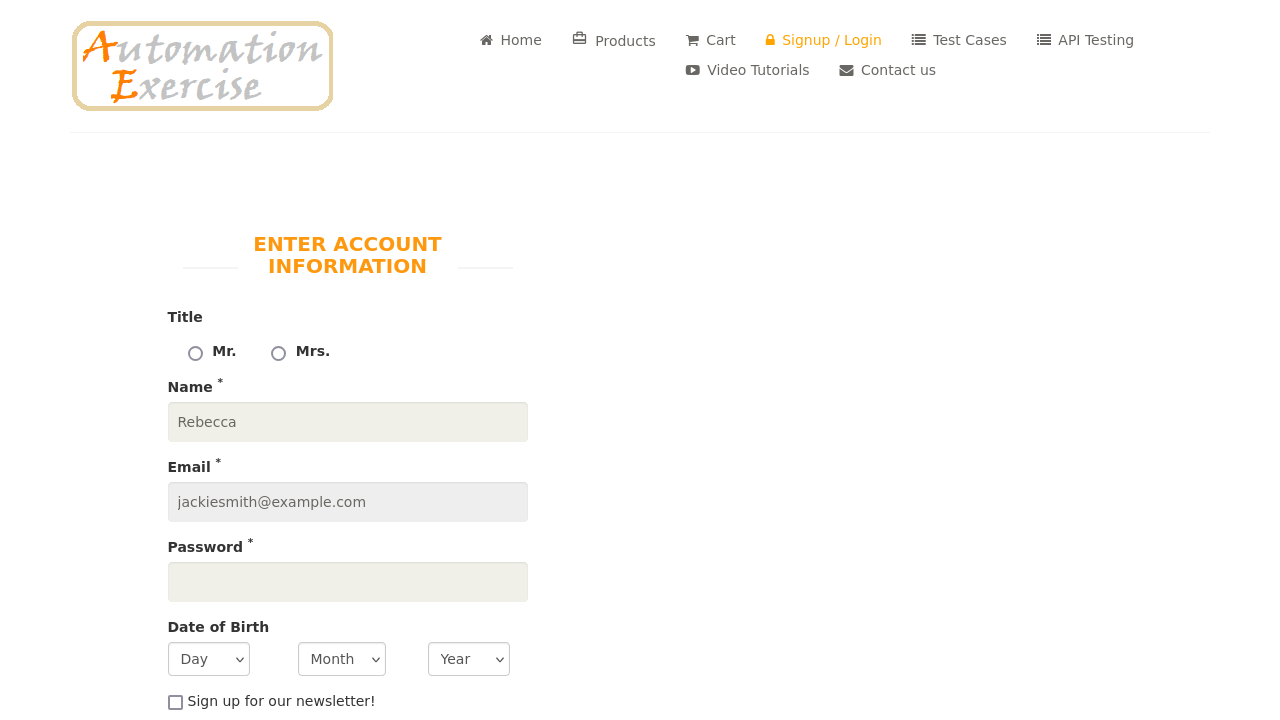 Automation
Exercise
Home
Products
Cart
Signup / Login
Test Cases
API Testing
Video Tutorials
Contact us
ENTER ACCOUNT
INFORMATION
Title
Mr.
Mrs.
Name *
Rebecca
Email *
jackiesmith@example.com
Password *
Date of Birth
Day
Month
Year
Sign up for our newsletter!